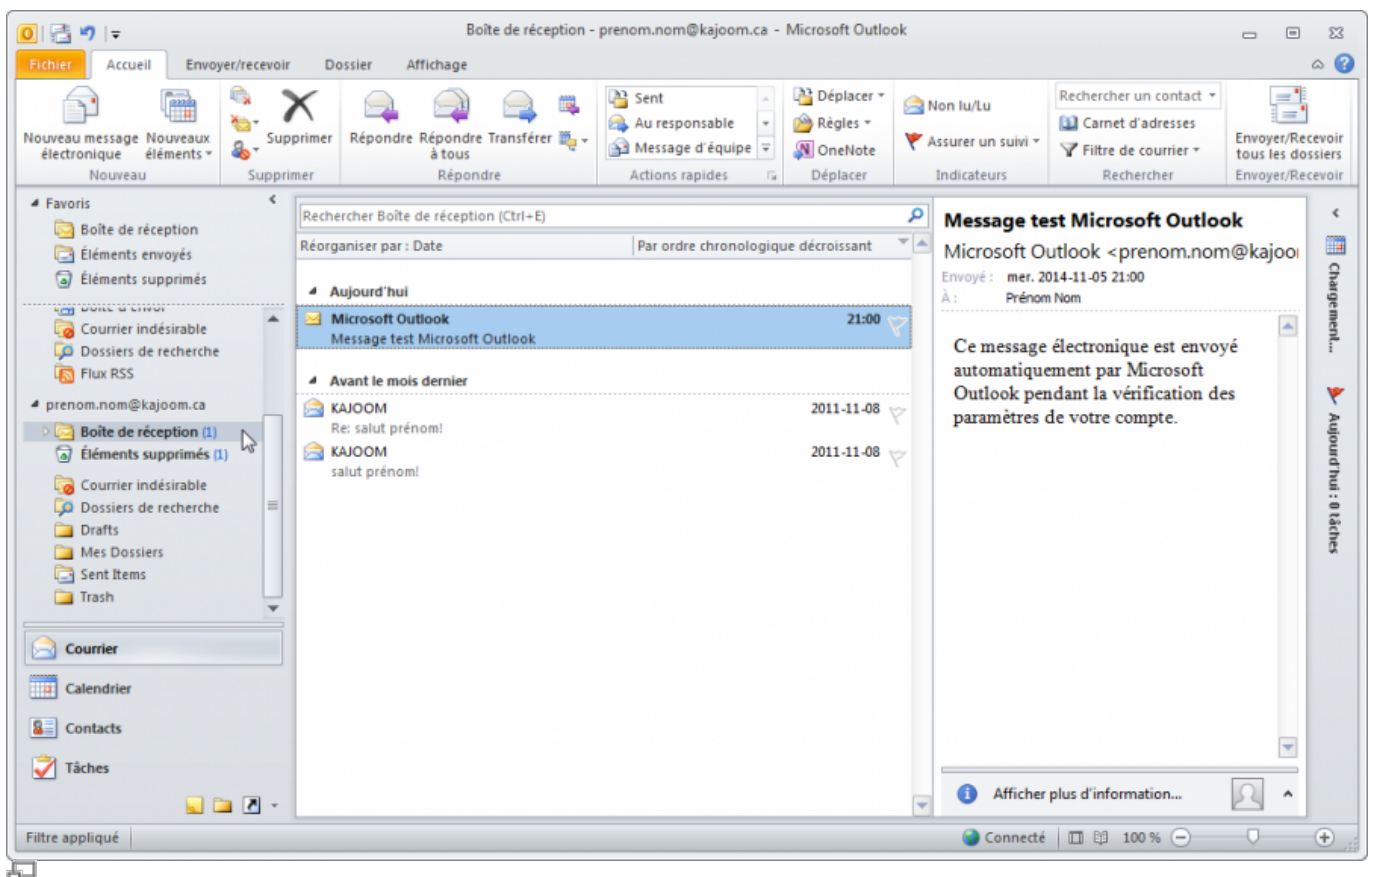 Boîte de réception - prenom.nom@kajoom.ca - Microsoft Outlook
Fichier Accueil Envoyer/recevoir Dossier Affichage
Nouveau message électronique
Nouveaux éléments
Nouveau
Supprimer
Supprimer
Répondre
Répondre à tous
Transférer
Répondre
Sent
Au responsable
Message d'équipe
Actions rapides
Déplacer
Règles
OneNote
Déplacer
Non lu/Lu
Assurer un suivi
Indicateurs
Rechercher un contact
Carnet d'adresses
Filtre de courrier
Rechercher
Envoyer/Recevoir
tous les dossiers
Envoyer/Recevoir
Favoris
Boîte de réception
Éléments envoyés
Éléments supprimés
Boîte d'envoi
Courrier indésirable
Dossiers de recherche
Flux RSS
prenom.nom@kajoom.ca
Boîte de réception (1)
Éléments supprimés (1)
Courrier indésirable
Dossiers de recherche
Drafts
Mes Dossiers
Sent Items
Trash
Courrier
Calendrier
Contacts
Tâches
Rechercher Boîte de réception (Ctrl+E)
Réorganiser par : Date Par ordre chronologique décroissant
Aujourd'hui
Microsoft Outlook 21:00
Message test Microsoft Outlook
Avant le mois dernier
KAJOOM 2011-11-08
Re: salut prénom!
KAJOOM 2011-11-08
salut prénom!
Message test Microsoft Outlook
Microsoft Outlook <prenom.nom@kajoo
Envoyé : mer. 2014-11-05 21:00
À : Prénom Nom
Ce message électronique est envoyé
automatiquement par Microsoft
Outlook pendant la vérification des
paramètres de votre compte.
Afficher plus d'information...
Chargement...
Aujourd'hui : 0 tâches
Filtre appliqué
Connecté 100 %